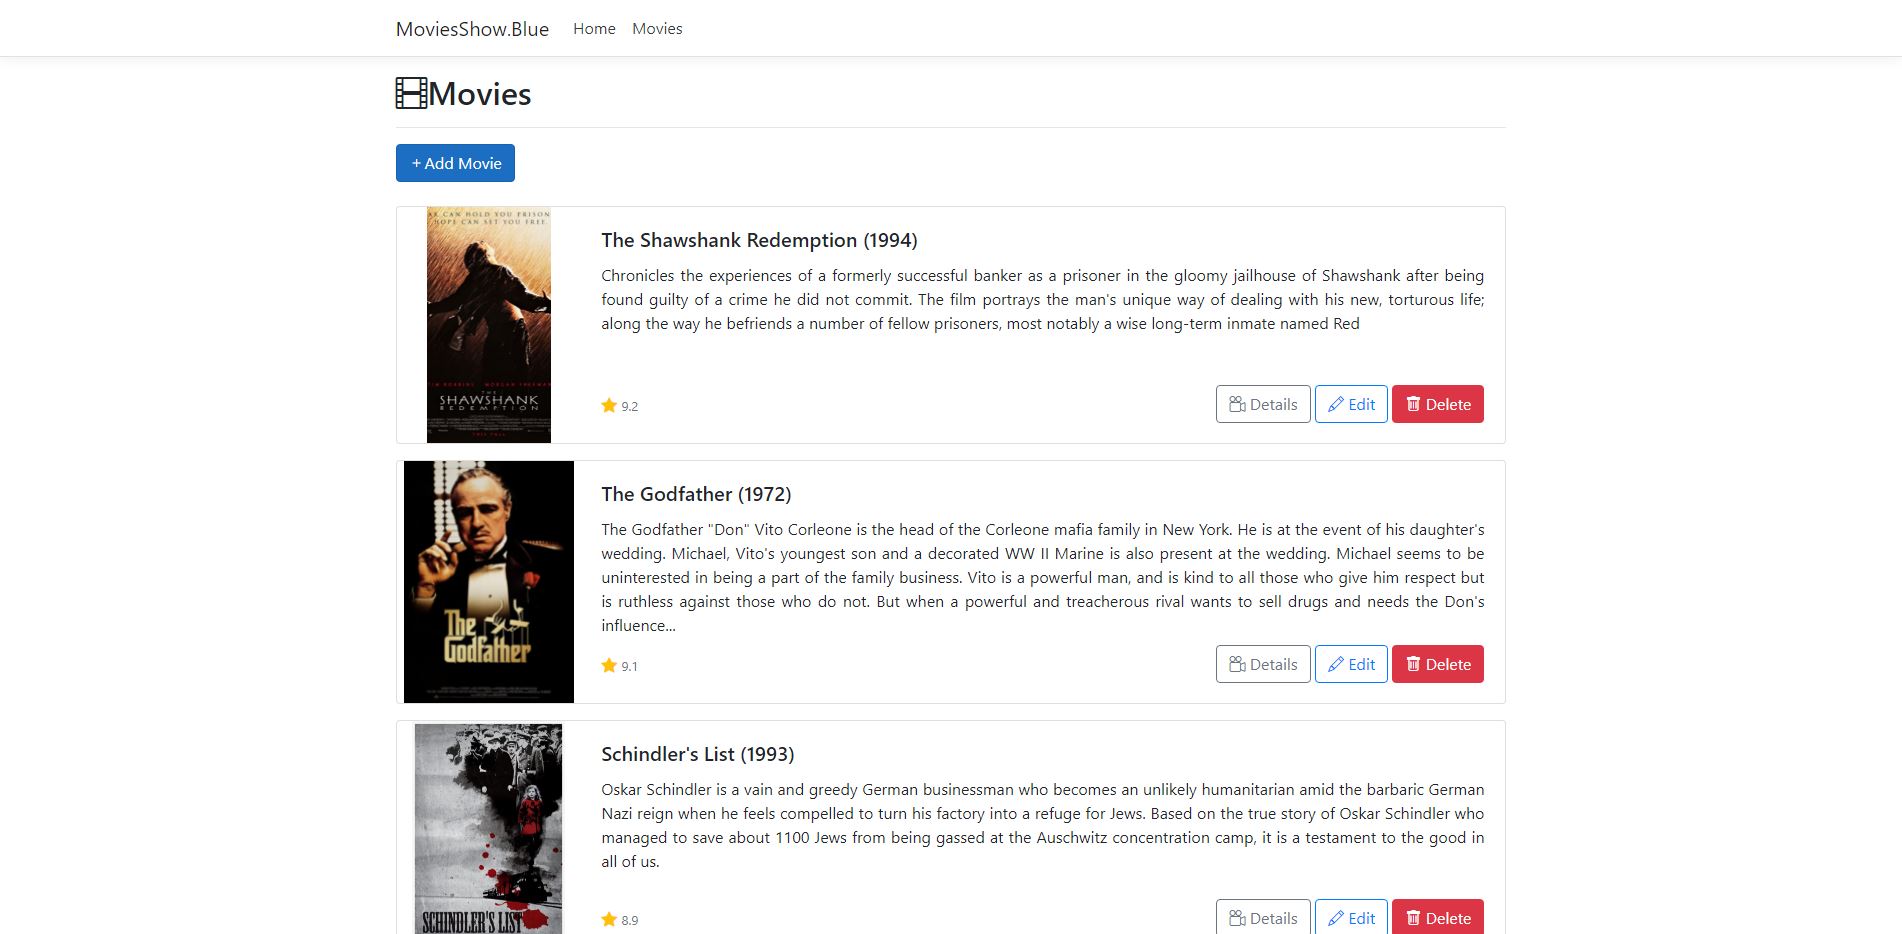 MoviesShow.Blue Home Movies
Movies
+ Add Movie
HOPE CAN SET YOU FREE.
SHAWSHANK
REDEMPTION
The Shawshank Redemption (1994)
Chronicles the experiences of a formerly successful banker as a prisoner in the gloomy jailhouse of Shawshank after being
found guilty of a crime he did not commit. The film portrays the man's unique way of dealing with his new, torturous life;
along the way he befriends a number of fellow prisoners, most notably a wise long-term inmate named Red
9.2 Details Edit Delete
The
Godfather
The Godfather (1972)
The Godfather "Don" Vito Corleone is the head of the Corleone mafia family in New York. He is at the event of his daughter's
wedding. Michael, Vito's youngest son and a decorated WW II Marine is also present at the wedding. Michael seems to be
uninterested in being a part of the family business. Vito is a powerful man, and is kind to all those who give him respect but
is ruthless against those who do not. But when a powerful and treacherous rival wants to sell drugs and needs the Don's
influence...
9.1 Details Edit Delete
SCHINDLER'S LIST
Schindler's List (1993)
Oskar Schindler is a vain and greedy German businessman who becomes an unlikely humanitarian amid the barbaric German
Nazi reign when he feels compelled to turn his factory into a refuge for Jews. Based on the true story of Oskar Schindler who
managed to save about 1100 Jews from being gassed at the Auschwitz concentration camp, it is a testament to the good in
all of us.
8.9 Details Edit Delete